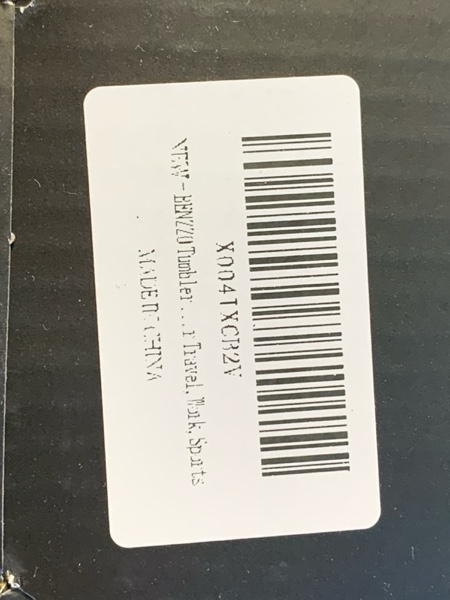 X004TXCR2V
NEW - BENZZO Tumbler ... r Travel, Work, Sports
MADE IN CHINA